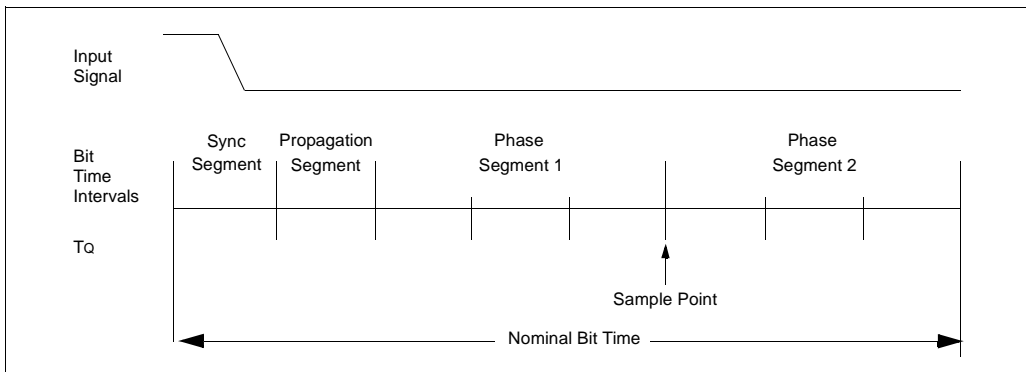 Input
Signal
Bit
Time
Intervals
Sync
Segment
Propagation
Segment
Phase
Segment 1
Phase
Segment 2
TQ
Sample Point
Nominal Bit Time